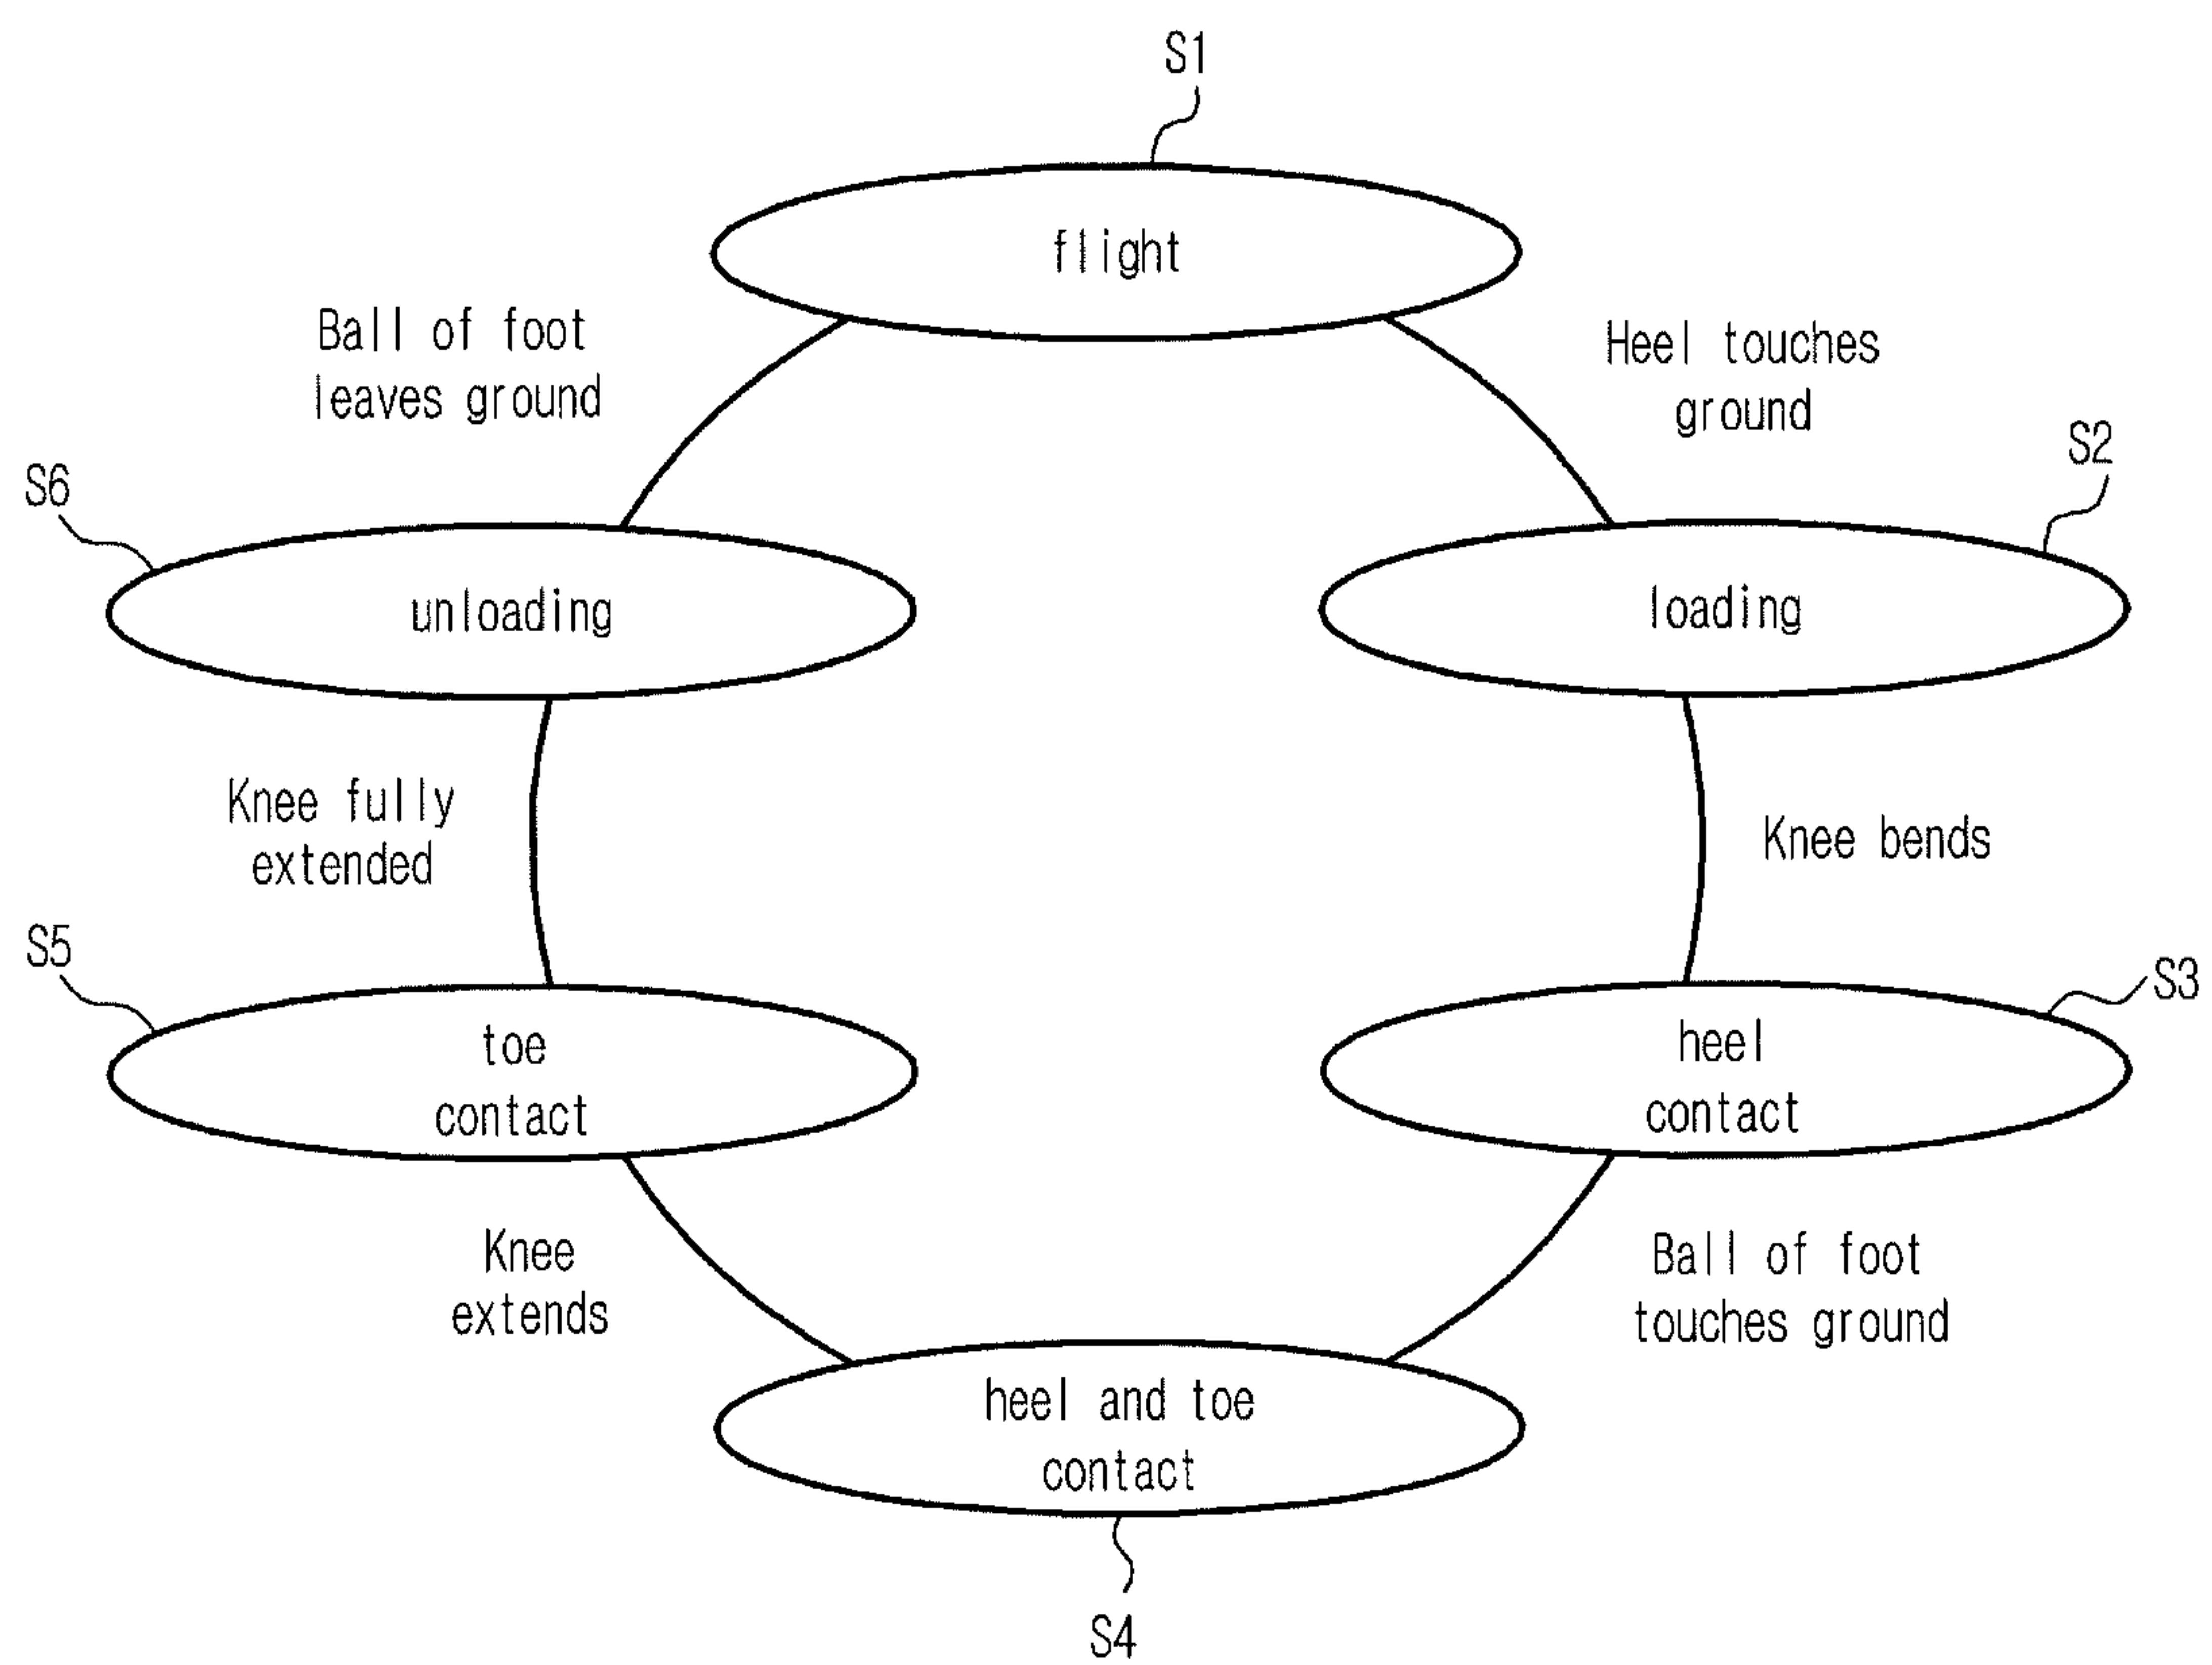 S1
flight
Ball of foot
leaves ground
Heel touches
ground
S2
S6
unloading
loading
Knee fully
extended
Knee bends
S5
S3
toe
contact
heel
contact
Knee
extends
Ball of foot
touches ground
heel and toe
contact
S4